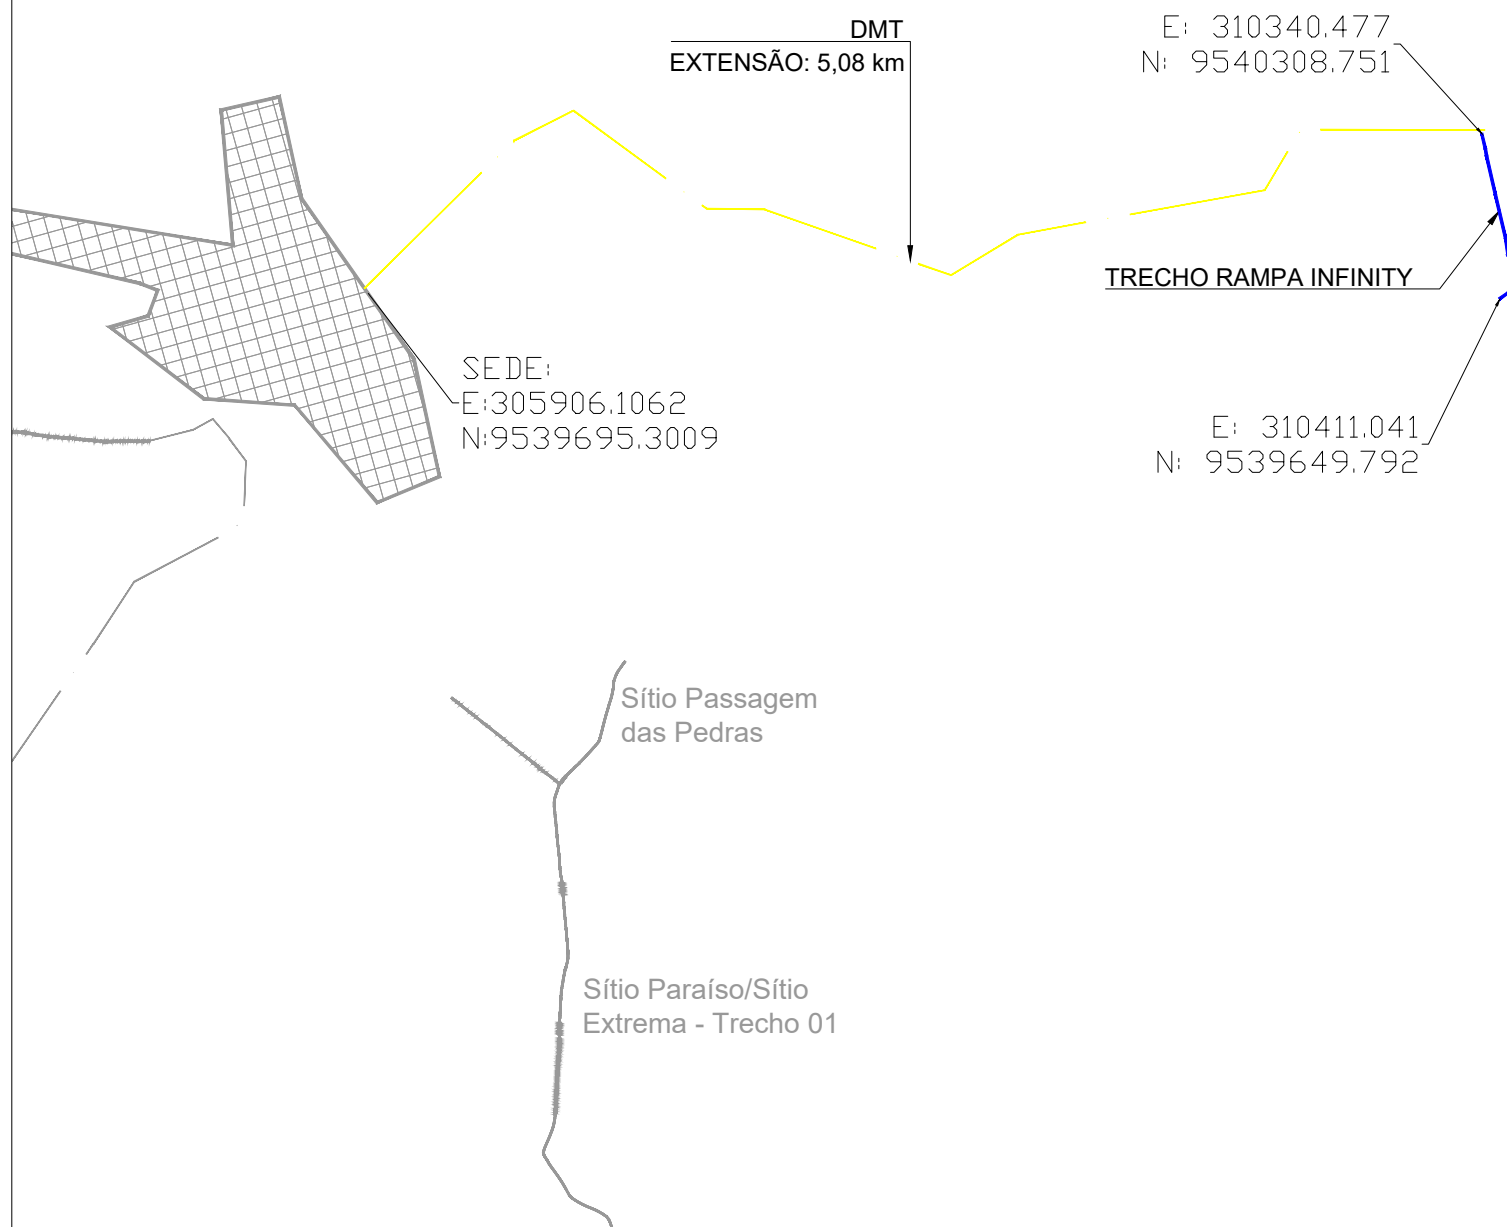 DMT
EXTENSÃO: 5,08 km
E: 310340.477
N: 9540308.751
TRECHO RAMPA INFINITY
SEDE:
E:305906.1062
N:9539695.3009
E: 310411.041
N: 9539649.792
Sítio Passagem
das Pedras
Sítio Paraíso/Sítio
Extrema - Trecho 01